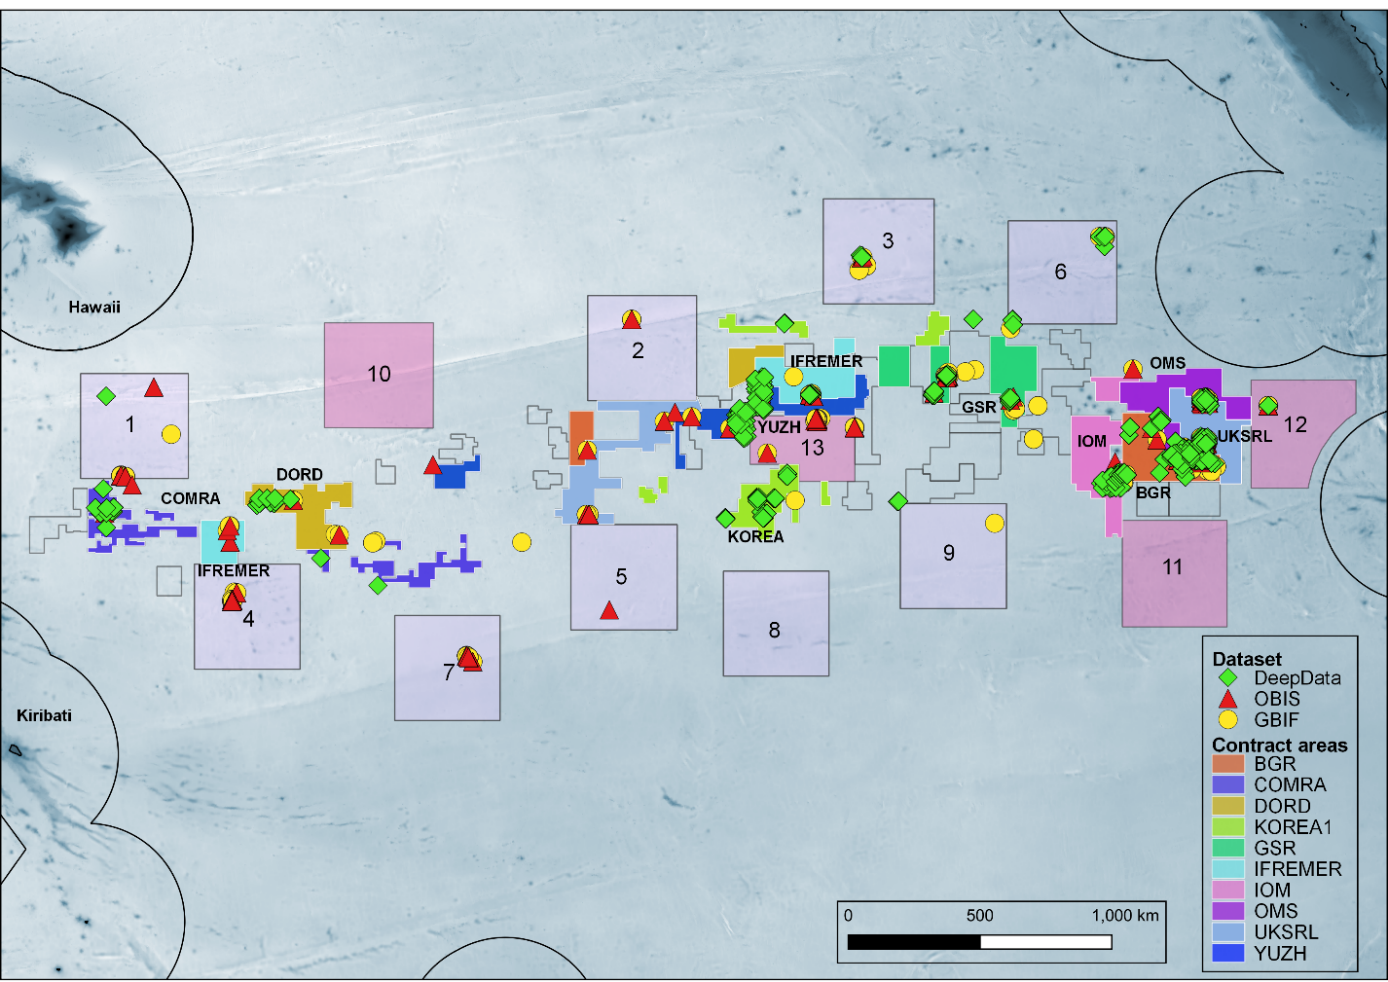 3
6
Hawaii
2
IFREMER
OMS
10
1
GSR
12
YUZH
13
IOM
UKSRL
DORD
COMRA
BGR
KOREA
9
IFREMER
5
11
4
8
7
Kiribati
Dataset
DeepData
OBIS
GBIF
Contract areas
BGR
COMRA
DORD
KOREA1
GSR
IFREMER
IOM
OMS
UKSRL
YUZH
0 500 1,000 km